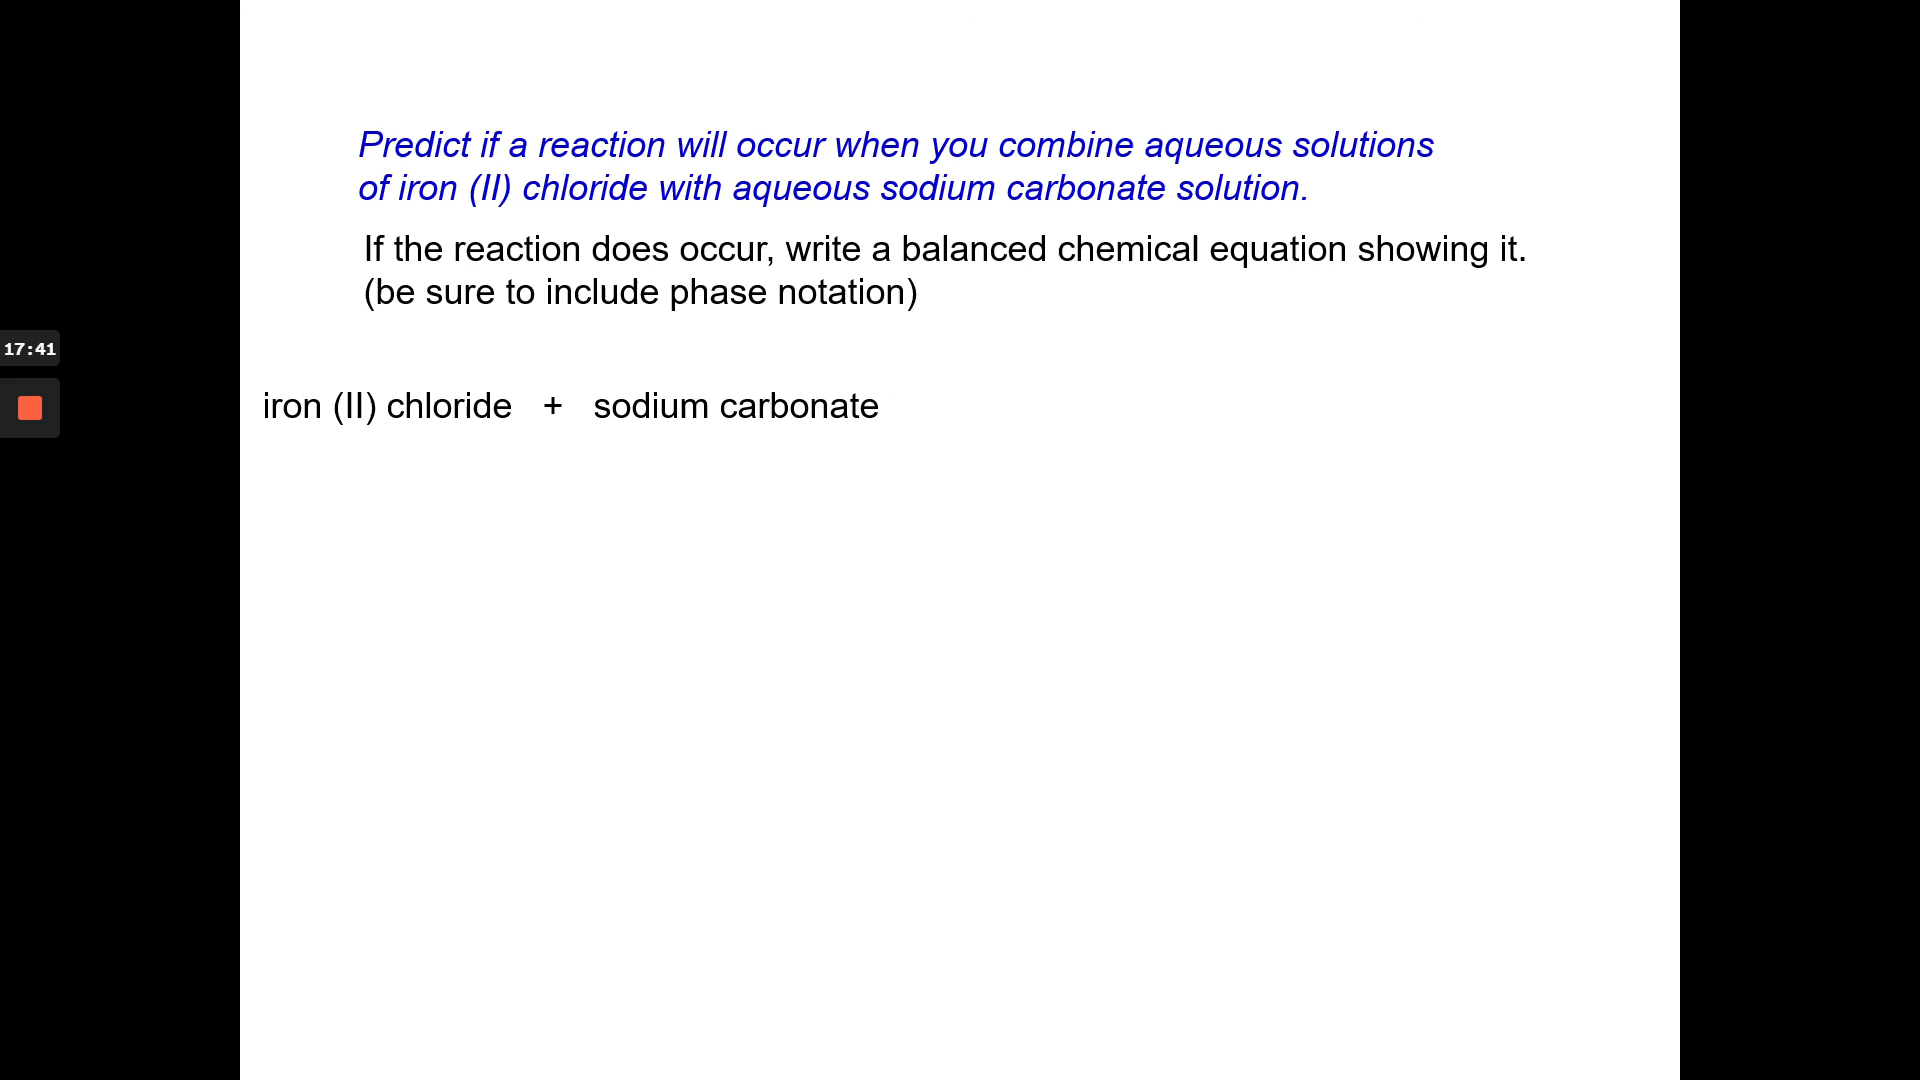 Predict if a reaction will occur when you combine aqueous solutions
of iron (II) chloride with aqueous sodium carbonate solution.
If the reaction does occur, write a balanced chemical equation showing it.
(be sure to include phase notation)
17:41
iron (II) chloride + sodium carbonate